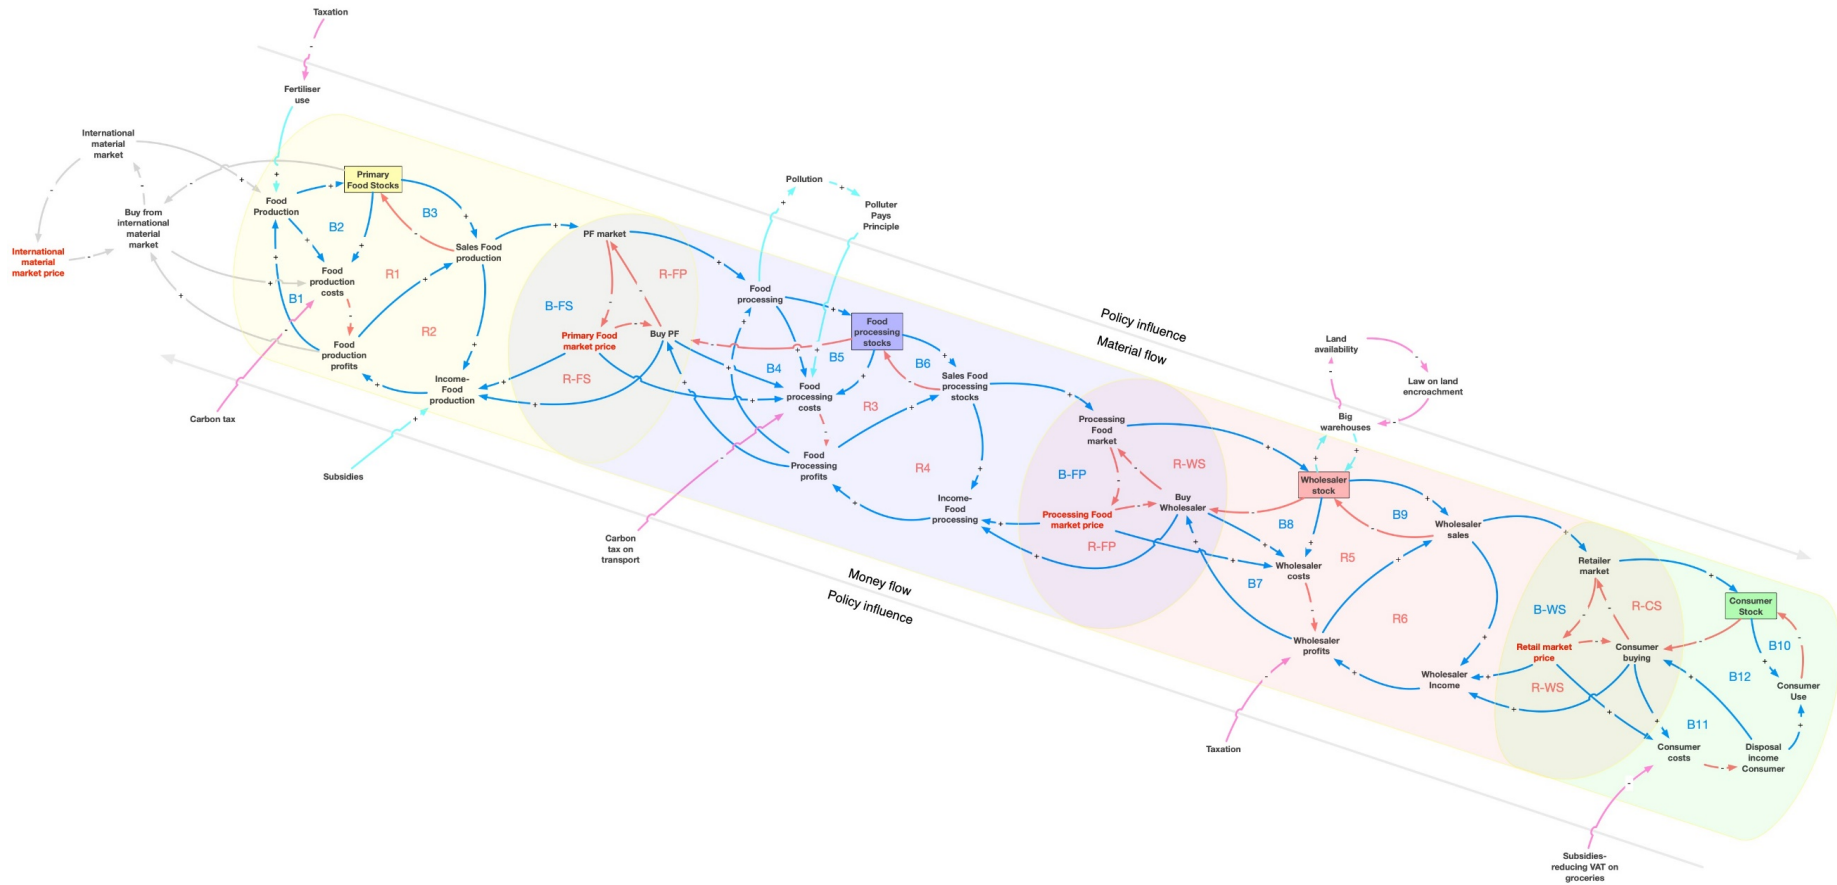 Taxation
Fertiliser
use
International
material
market
Primary
Food Stocks
Food
Production
Buy from
international
material
market
International
material
market price
B1
B2
B3
Sales Food
production
Food
production
costs
R1
R2
Food
production
profits
Income-
Food
production
Carbon tax
Subsidies
PF market
R-FP
B-FS
Primary Food
market price
Buy PF
R-FS
Pollution
Polluter
Pays
Principle
Food
processing
Food
processing
stocks
B4
B5
B6
Sales Food
processing
stocks
Food
processing
costs
R3
R4
Food
Processing
profits
Income-
Food
processing
Carbon
tax on
transport
Policy influence
Material flow
Money flow
Policy influence
Processing
Food
market
B-FP
R-WS
Processing Food
market price
Buy
Wholesaler
R-FP
Land
availability
Law on land
encroachment
Big
warehouses
Wholesaler
stock
B7
B8
B9
Wholesaler
sales
Wholesaler
costs
R5
R6
Wholesaler
profits
Wholesaler
Income
Taxation
Retailer
market
B-WS
R-CS
Retail market
price
Consumer
buying
R-WS
Consumer
Stock
B10
B11
B12
Consumer
Use
Consumer
costs
Disposal
income
Consumer
Subsidies-
reducing VAT on
groceries